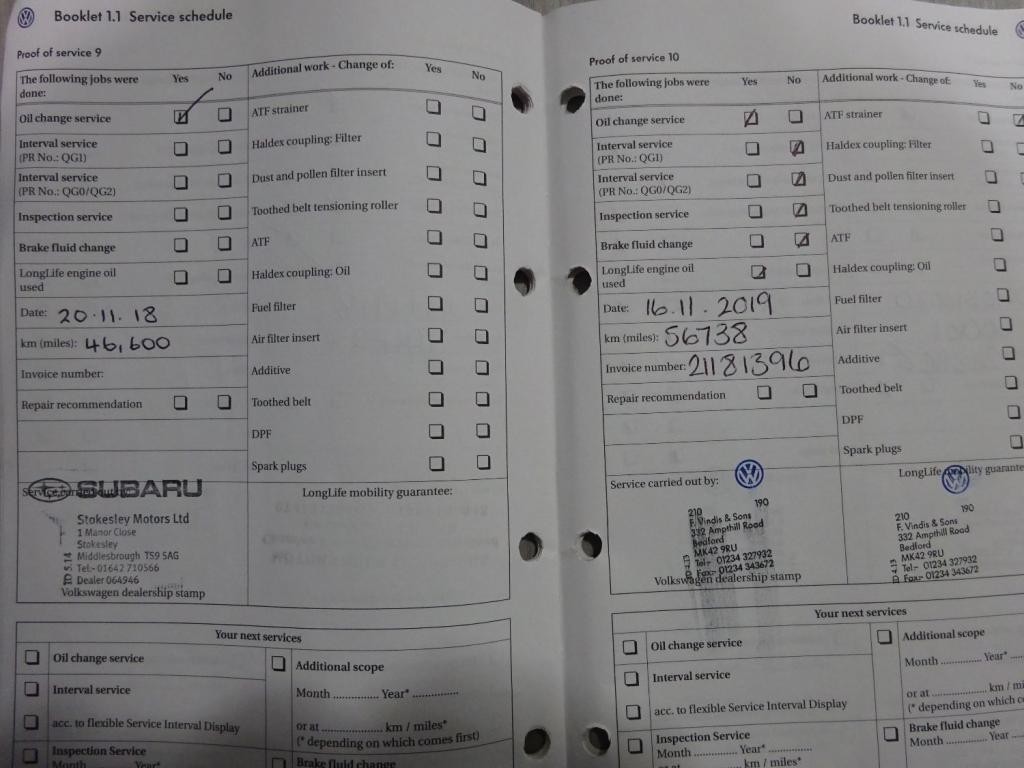 Booklet 1.1 Service schedule
Proof of service 9
The following jobs were done:
Yes No
Additional work - Change of:
Yes No
Oil change service
Interval service
(PR No.: QG1)
Interval service
(PR No.: QG0/QG2)
Inspection service
Brake fluid change
LongLife engine oil
used
Date: 20.11.18
km (miles): 46,600
Invoice number:
Repair recommendation
ATF strainer
Haldex coupling: Filter
Dust and pollen filter insert
Toothed belt tensioning roller
ATF
Haldex coupling: Oil
Fuel filter
Air filter insert
Additive
Toothed belt
DPF
Spark plugs
SUBARU
Stokesley Motors Ltd
1 Manor Close
Stokesley
Middlesbrough TS9 5AG
Tel:- 01642 710566
Dealer 064946
Volkswagen dealership stamp
LongLife mobility guarantee:
Your next services
Oil change service
Interval service
acc. to flexible Service Interval Display
Inspection Service
Month Year*
Additional scope
Month .............. Year* ..............
or at .................. km / miles*
(* depending on which comes first)
Brake fluid change
Booklet 1.1 Service schedule
Proof of service 10
The following jobs were
done:
Yes No
Additional work - Change of:
Yes No
Oil change service
Interval service
(PR No.: QG1)
Interval service
(PR No.: QG0/QG2)
Inspection service
Brake fluid change
LongLife engine oil
used
Date: 16.11.2019
km (miles): 56738
Invoice number: 21181396
Repair recommendation
ATF strainer
Haldex coupling: Filter
Dust and pollen filter insert
Toothed belt tensioning roller
ATF
Haldex coupling: Oil
Fuel filter
Air filter insert
Additive
Toothed belt
DPF
Spark plugs
Service carried out by:
210 190
F. Vindis & Sons
332 Ampthill Road
Bedford
MK42 9RU
Tel:- 01234 327932
Fax:- 01234 343672
Volkswagen dealership stamp
LongLife mobility guarantee
210 190
F. Vindis & Sons
332 Ampthill Road
Bedford
MK42 9RU
Tel:- 01234 327932
Fax:- 01234 343672
Your next services
Oil change service
Interval service
acc. to flexible Service Interval Display
Inspection Service
Month .............. Year* ..............
km / miles*
Additional scope
Month .............. Year*
or at .................. km / mi
(* depending on which co
Brake fluid change
Month .............. Year